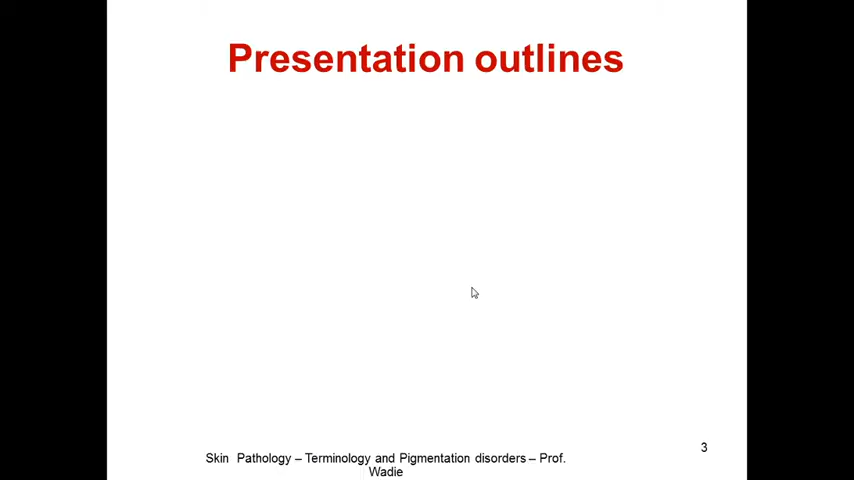 Presentation outlines
3
Skin Pathology – Terminology and Pigmentation disorders – Prof.
Wadie